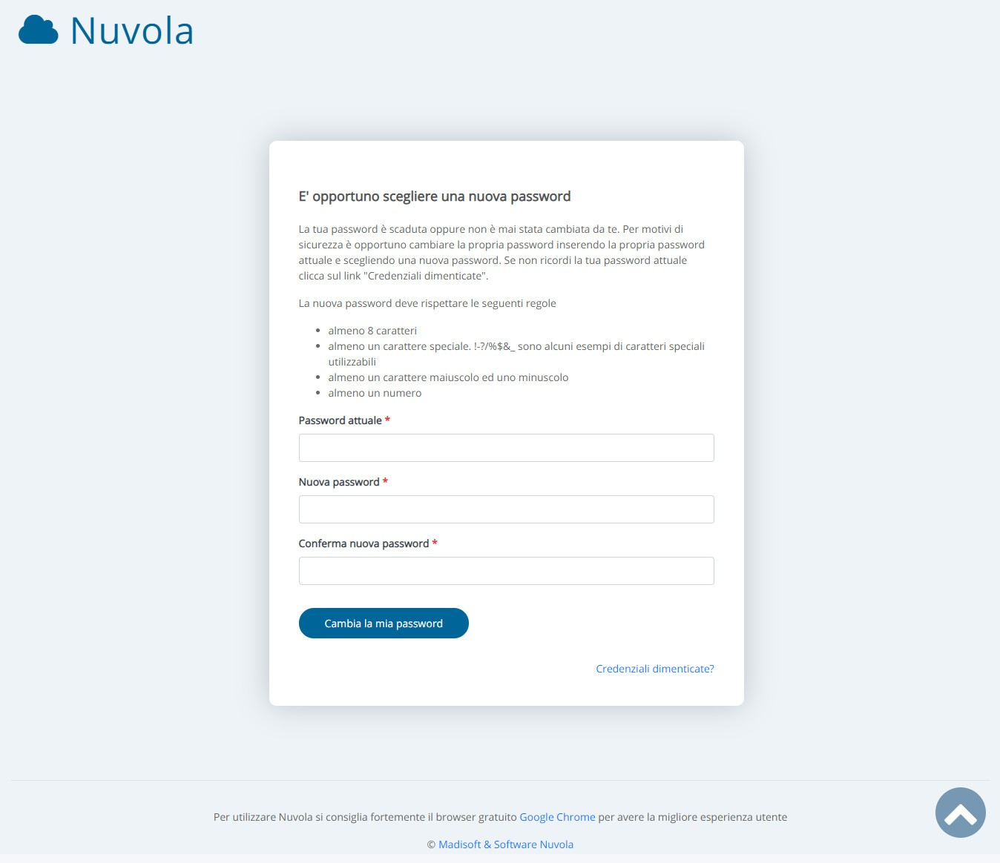 Nuvola
E' opportuno scegliere una nuova password
La tua password è scaduta oppure non è mai stata cambiata da te. Per motivi di
sicurezza è opportuno cambiare la propria password inserendo la propria password
attuale e scegliendo una nuova password. Se non ricordi la tua password attuale
clicca sul link "Credenziali dimenticate".
La nuova password deve rispettare le seguenti regole
• almeno 8 caratteri
• almeno un carattere speciale. !-?/%$&_ sono alcuni esempi di caratteri speciali
utilizzabili
• almeno un carattere maiuscolo ed uno minuscolo
• almeno un numero
Password attuale *
Nuova password *
Conferma nuova password *
Cambia la mia password
Credenziali dimenticate?
Per utilizzare Nuvola si consiglia fortemente il browser gratuito Google Chrome per avere la migliore esperienza utente
© Madisoft & Software Nuvola